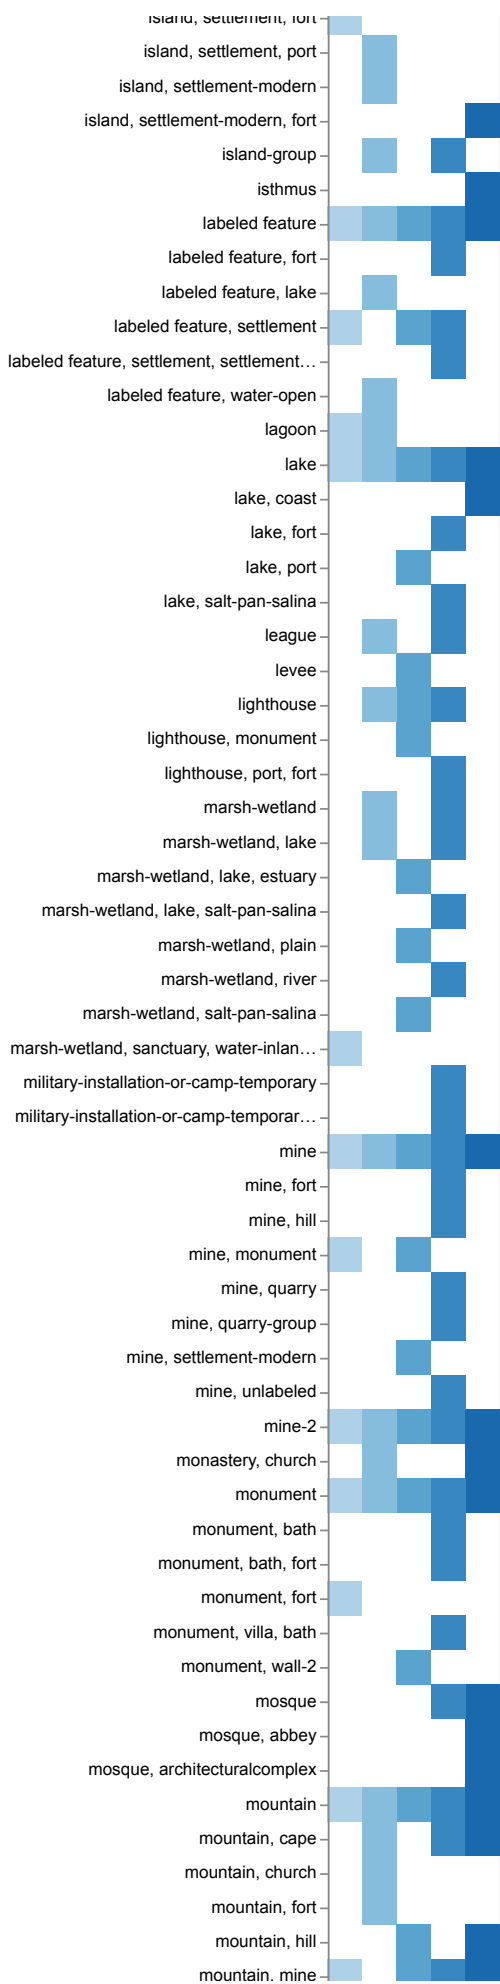 island, settlement, fort
island, settlement, port
island, settlement-modern
island, settlement-modern, fort
island-group
isthmus
labeled feature
labeled feature, fort
labeled feature, lake
labeled feature, settlement
labeled feature, settlement, settlement…
labeled feature, water-open
lagoon
lake
lake, coast
lake, fort
lake, port
lake, salt-pan-salina
league
levee
lighthouse
lighthouse, monument
lighthouse, port, fort
marsh-wetland
marsh-wetland, lake
marsh-wetland, lake, estuary
marsh-wetland, lake, salt-pan-salina
marsh-wetland, plain
marsh-wetland, river
marsh-wetland, salt-pan-salina
marsh-wetland, sanctuary, water-inlan…
military-installation-or-camp-temporary
military-installation-or-camp-temporar…
mine
mine, fort
mine, hill
mine, monument
mine, quarry
mine, quarry-group
mine, settlement-modern
mine, unlabeled
mine-2
monastery, church
monument
monument, bath
monument, bath, fort
monument, fort
monument, villa, bath
monument, wall-2
mosque
mosque, abbey
mosque, architecturalcomplex
mountain
mountain, cape
mountain, church
mountain, fort
mountain, hill
mountain, mine